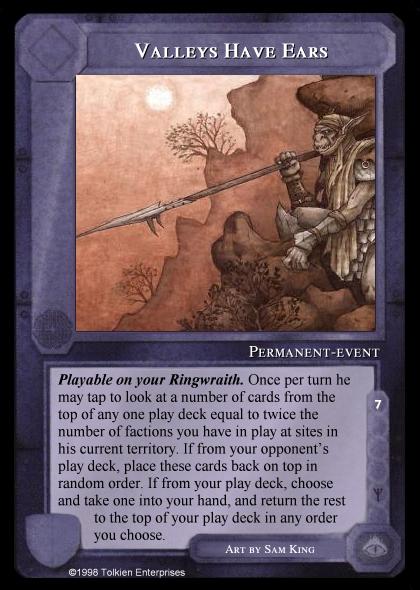 VALLEYS HAVE EARS
PERMANENT-EVENT
Playable on your Ringwraith. Once per turn he
may tap to look at a number of cards from the
top of any one play deck equal to twice the
number of factions you have in play at sites in
his current territory. If from your opponent's
play deck, place these cards back on top in
random order. If from your play deck, choose
and take one into your hand, and return the rest
to the top of your play deck in any order
you choose.
7
ART BY SAM KING
©1998 Tolkien Enterprises